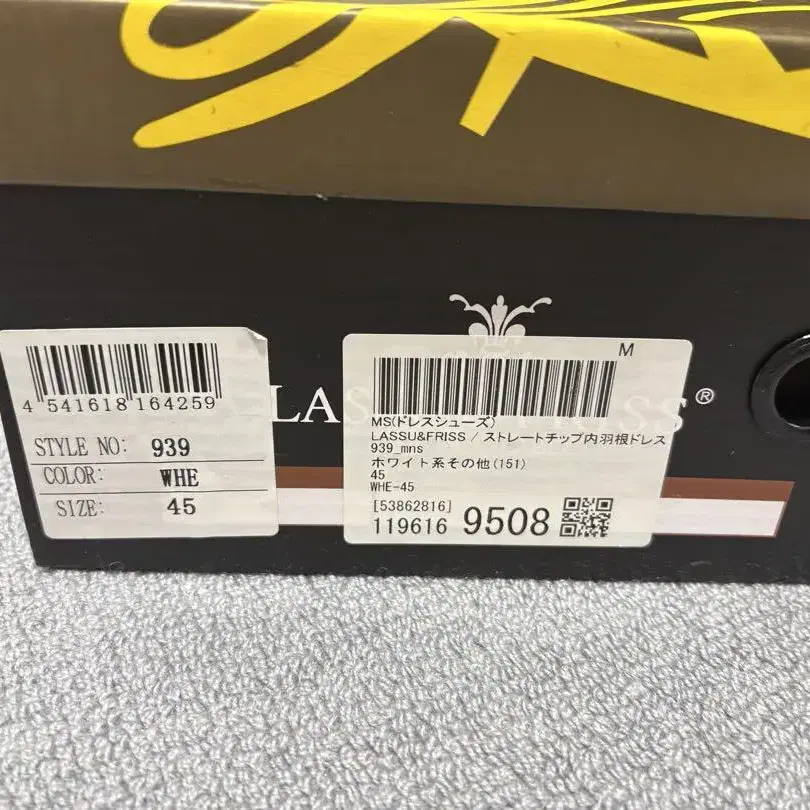 4 541618 164259
STYLE NO: 939
COLOR: WHE
SIZE: 45
LAS FRISS®
M
MS(ドレスシューズ)
LASSU&FRISS / ストレートチップ内羽根ドレス
939_mns
ホワイト系その他(151)
45
WHE-45
[53862816]
119616 9508